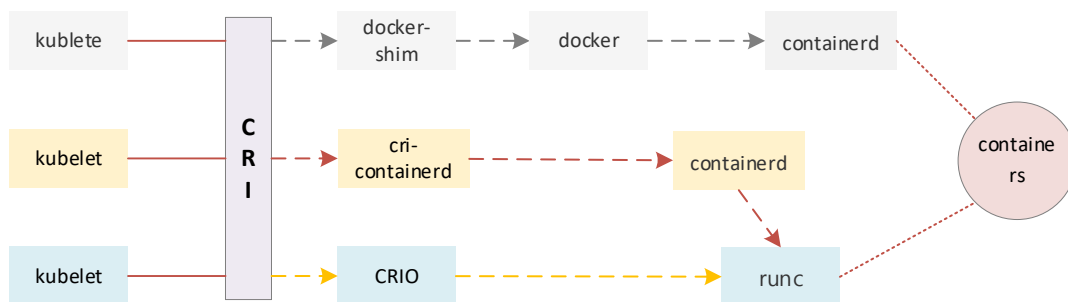 kublete
docker-
shim
docker
containerd
C
R
I
kubelet
cri-
containerd
containerd
containe
rs
kubelet
CRIO
runc